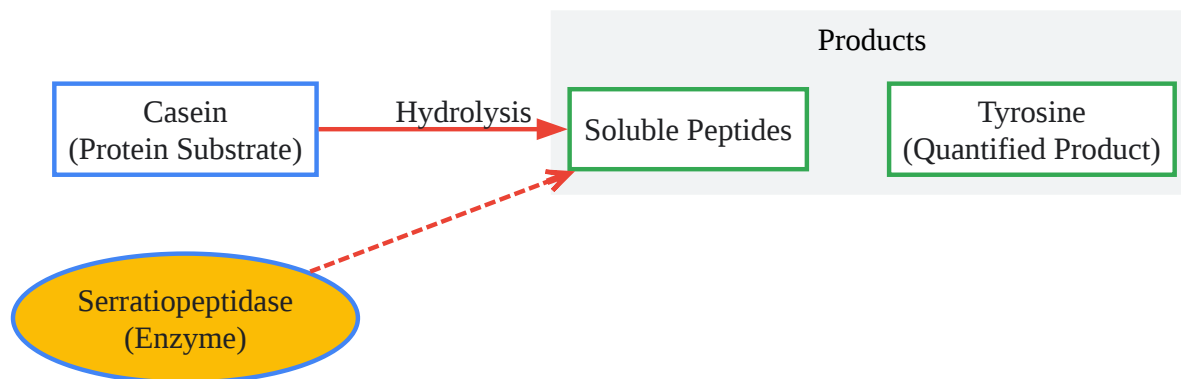 Products
Casein
(Protein Substrate)
Hydrolysis
Soluble Peptides
Tyrosine
(Quantified Product)
Serratiopeptidase
(Enzyme)